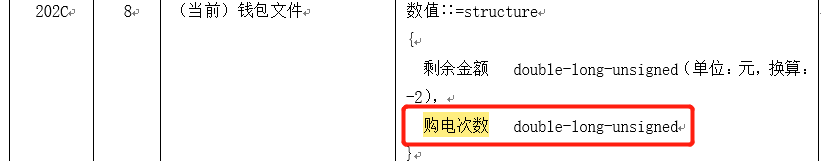 202C 8 （当前）钱包文件 数值::=structure
{
剩余金额 double-long-unsigned（单位：元，换算：
-2），
购电次数 double-long-unsigned
}